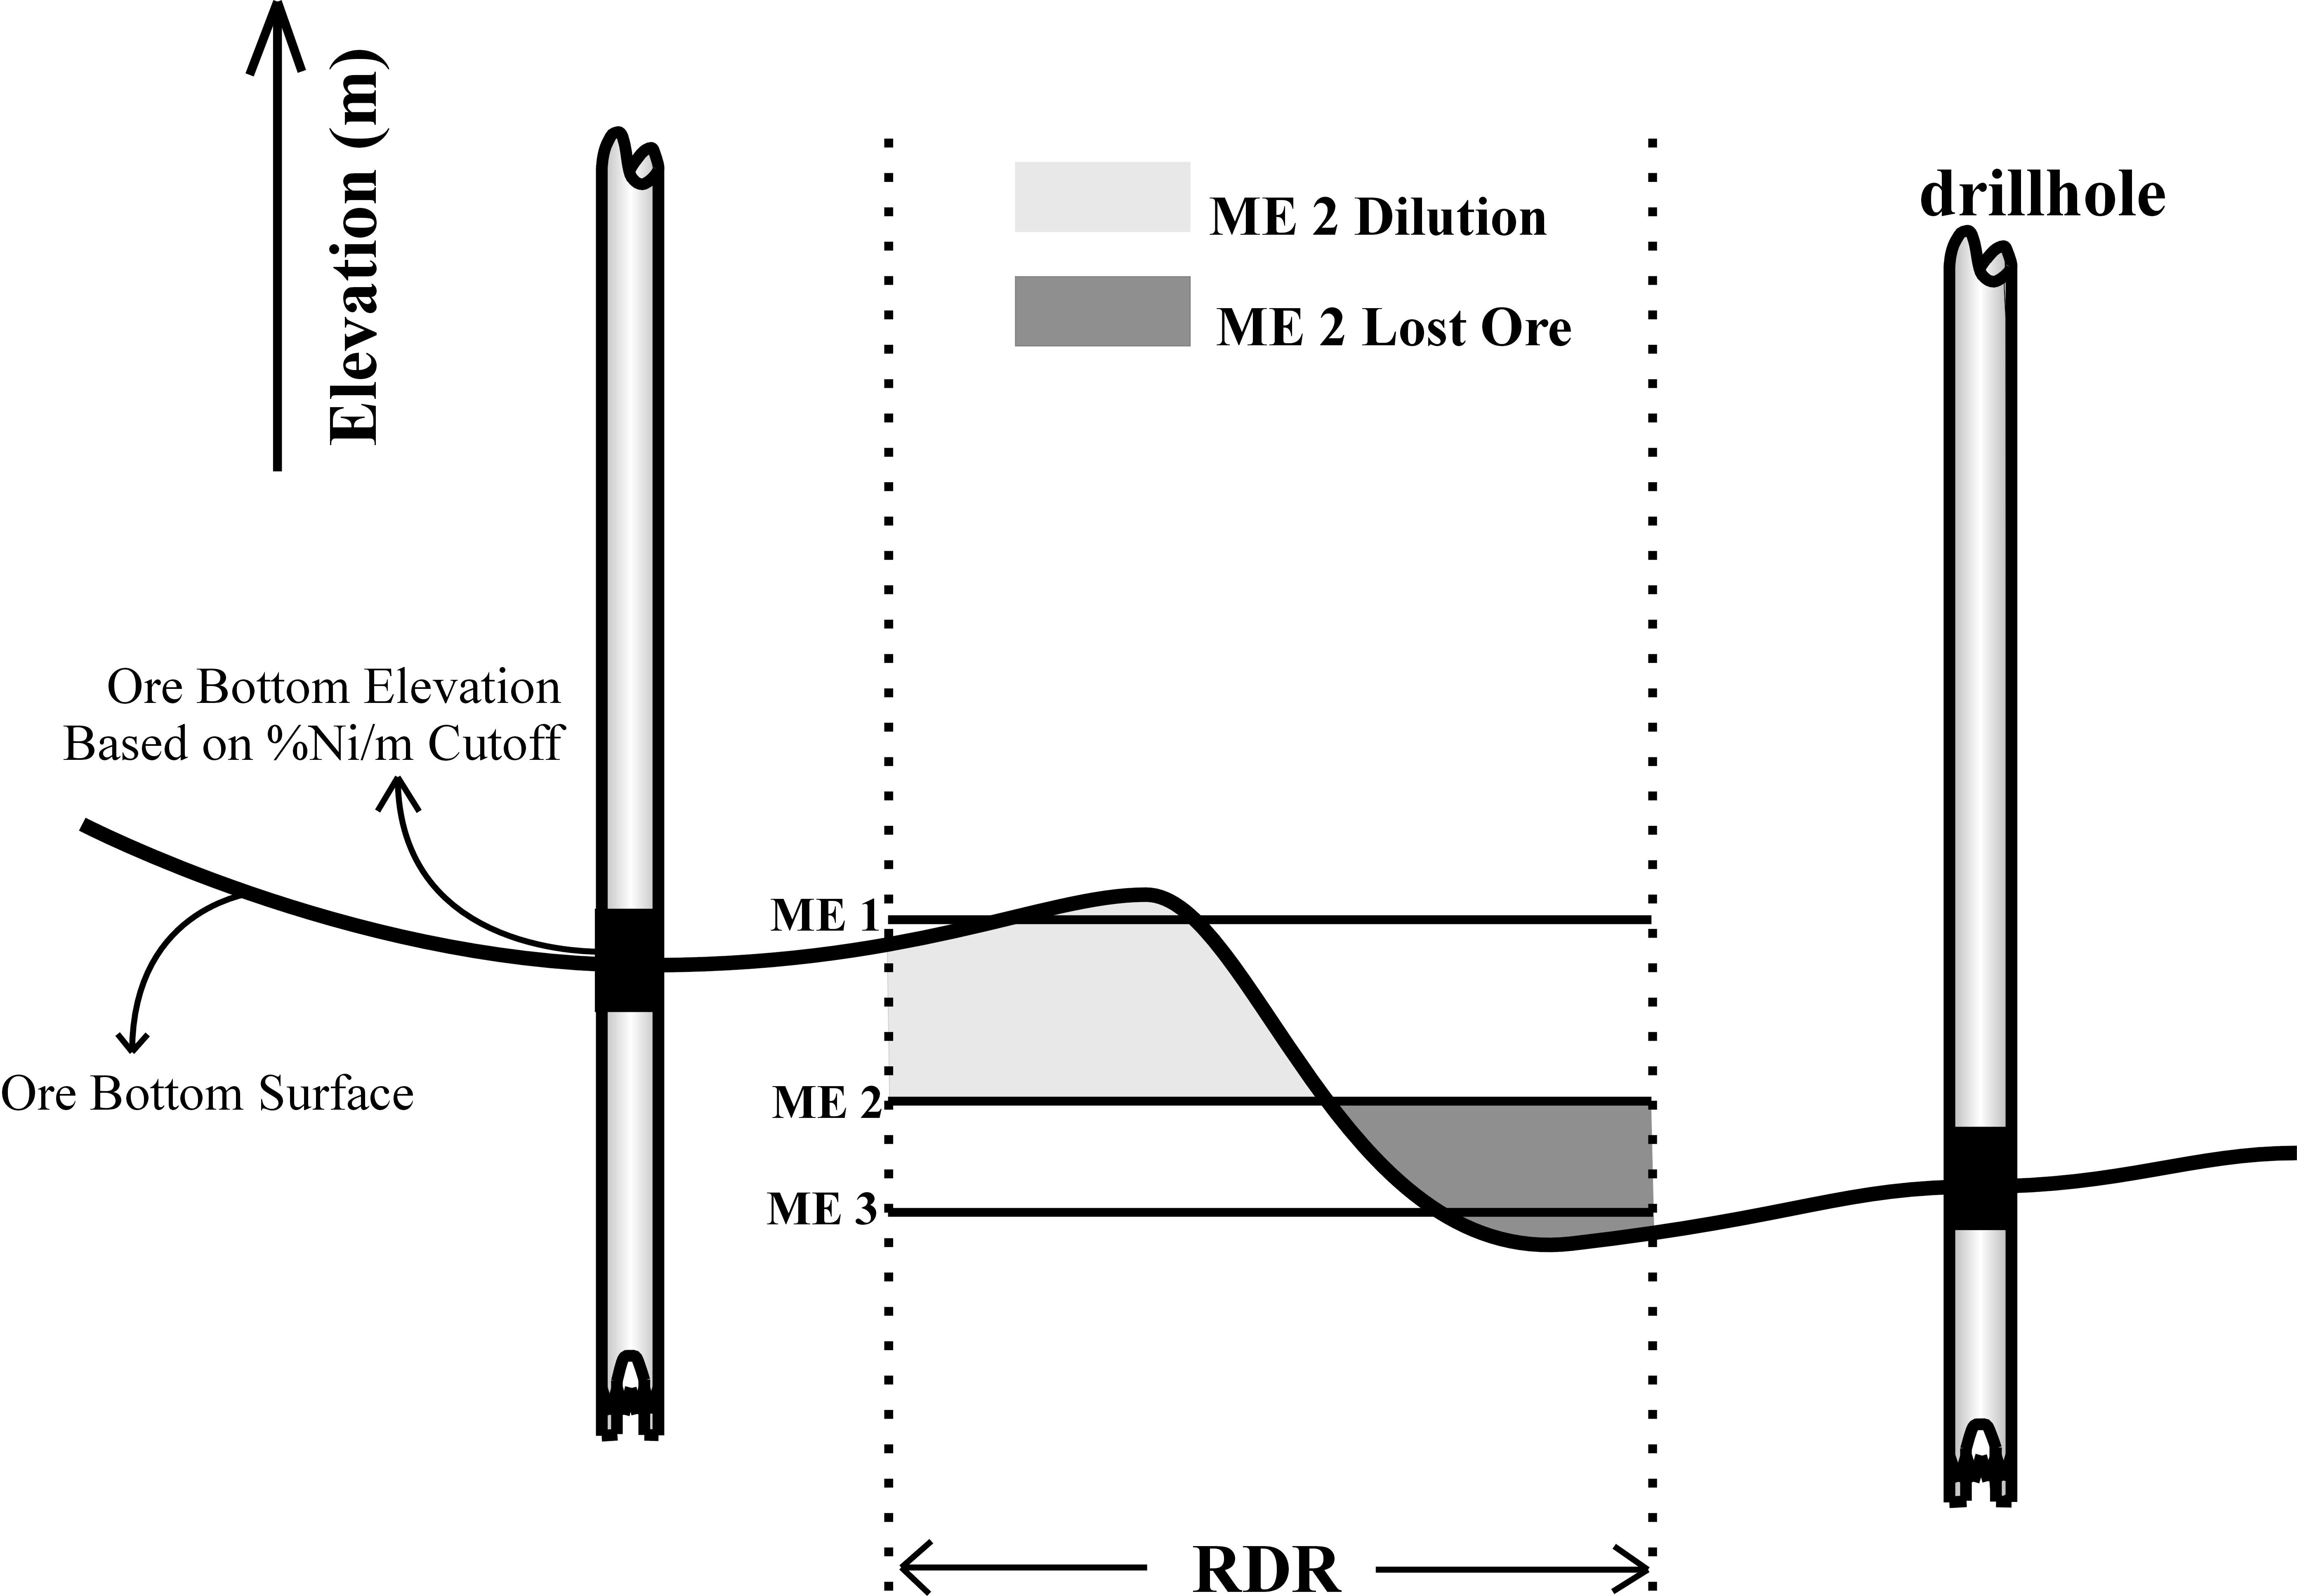 Elevation (m)
drillhole
ME 2 Dilution
ME 2 Lost Ore
Ore Bottom Elevation
Based on %Ni/m Cutoff
Ore Bottom Surface
ME 1
ME 2
ME 3
RDR